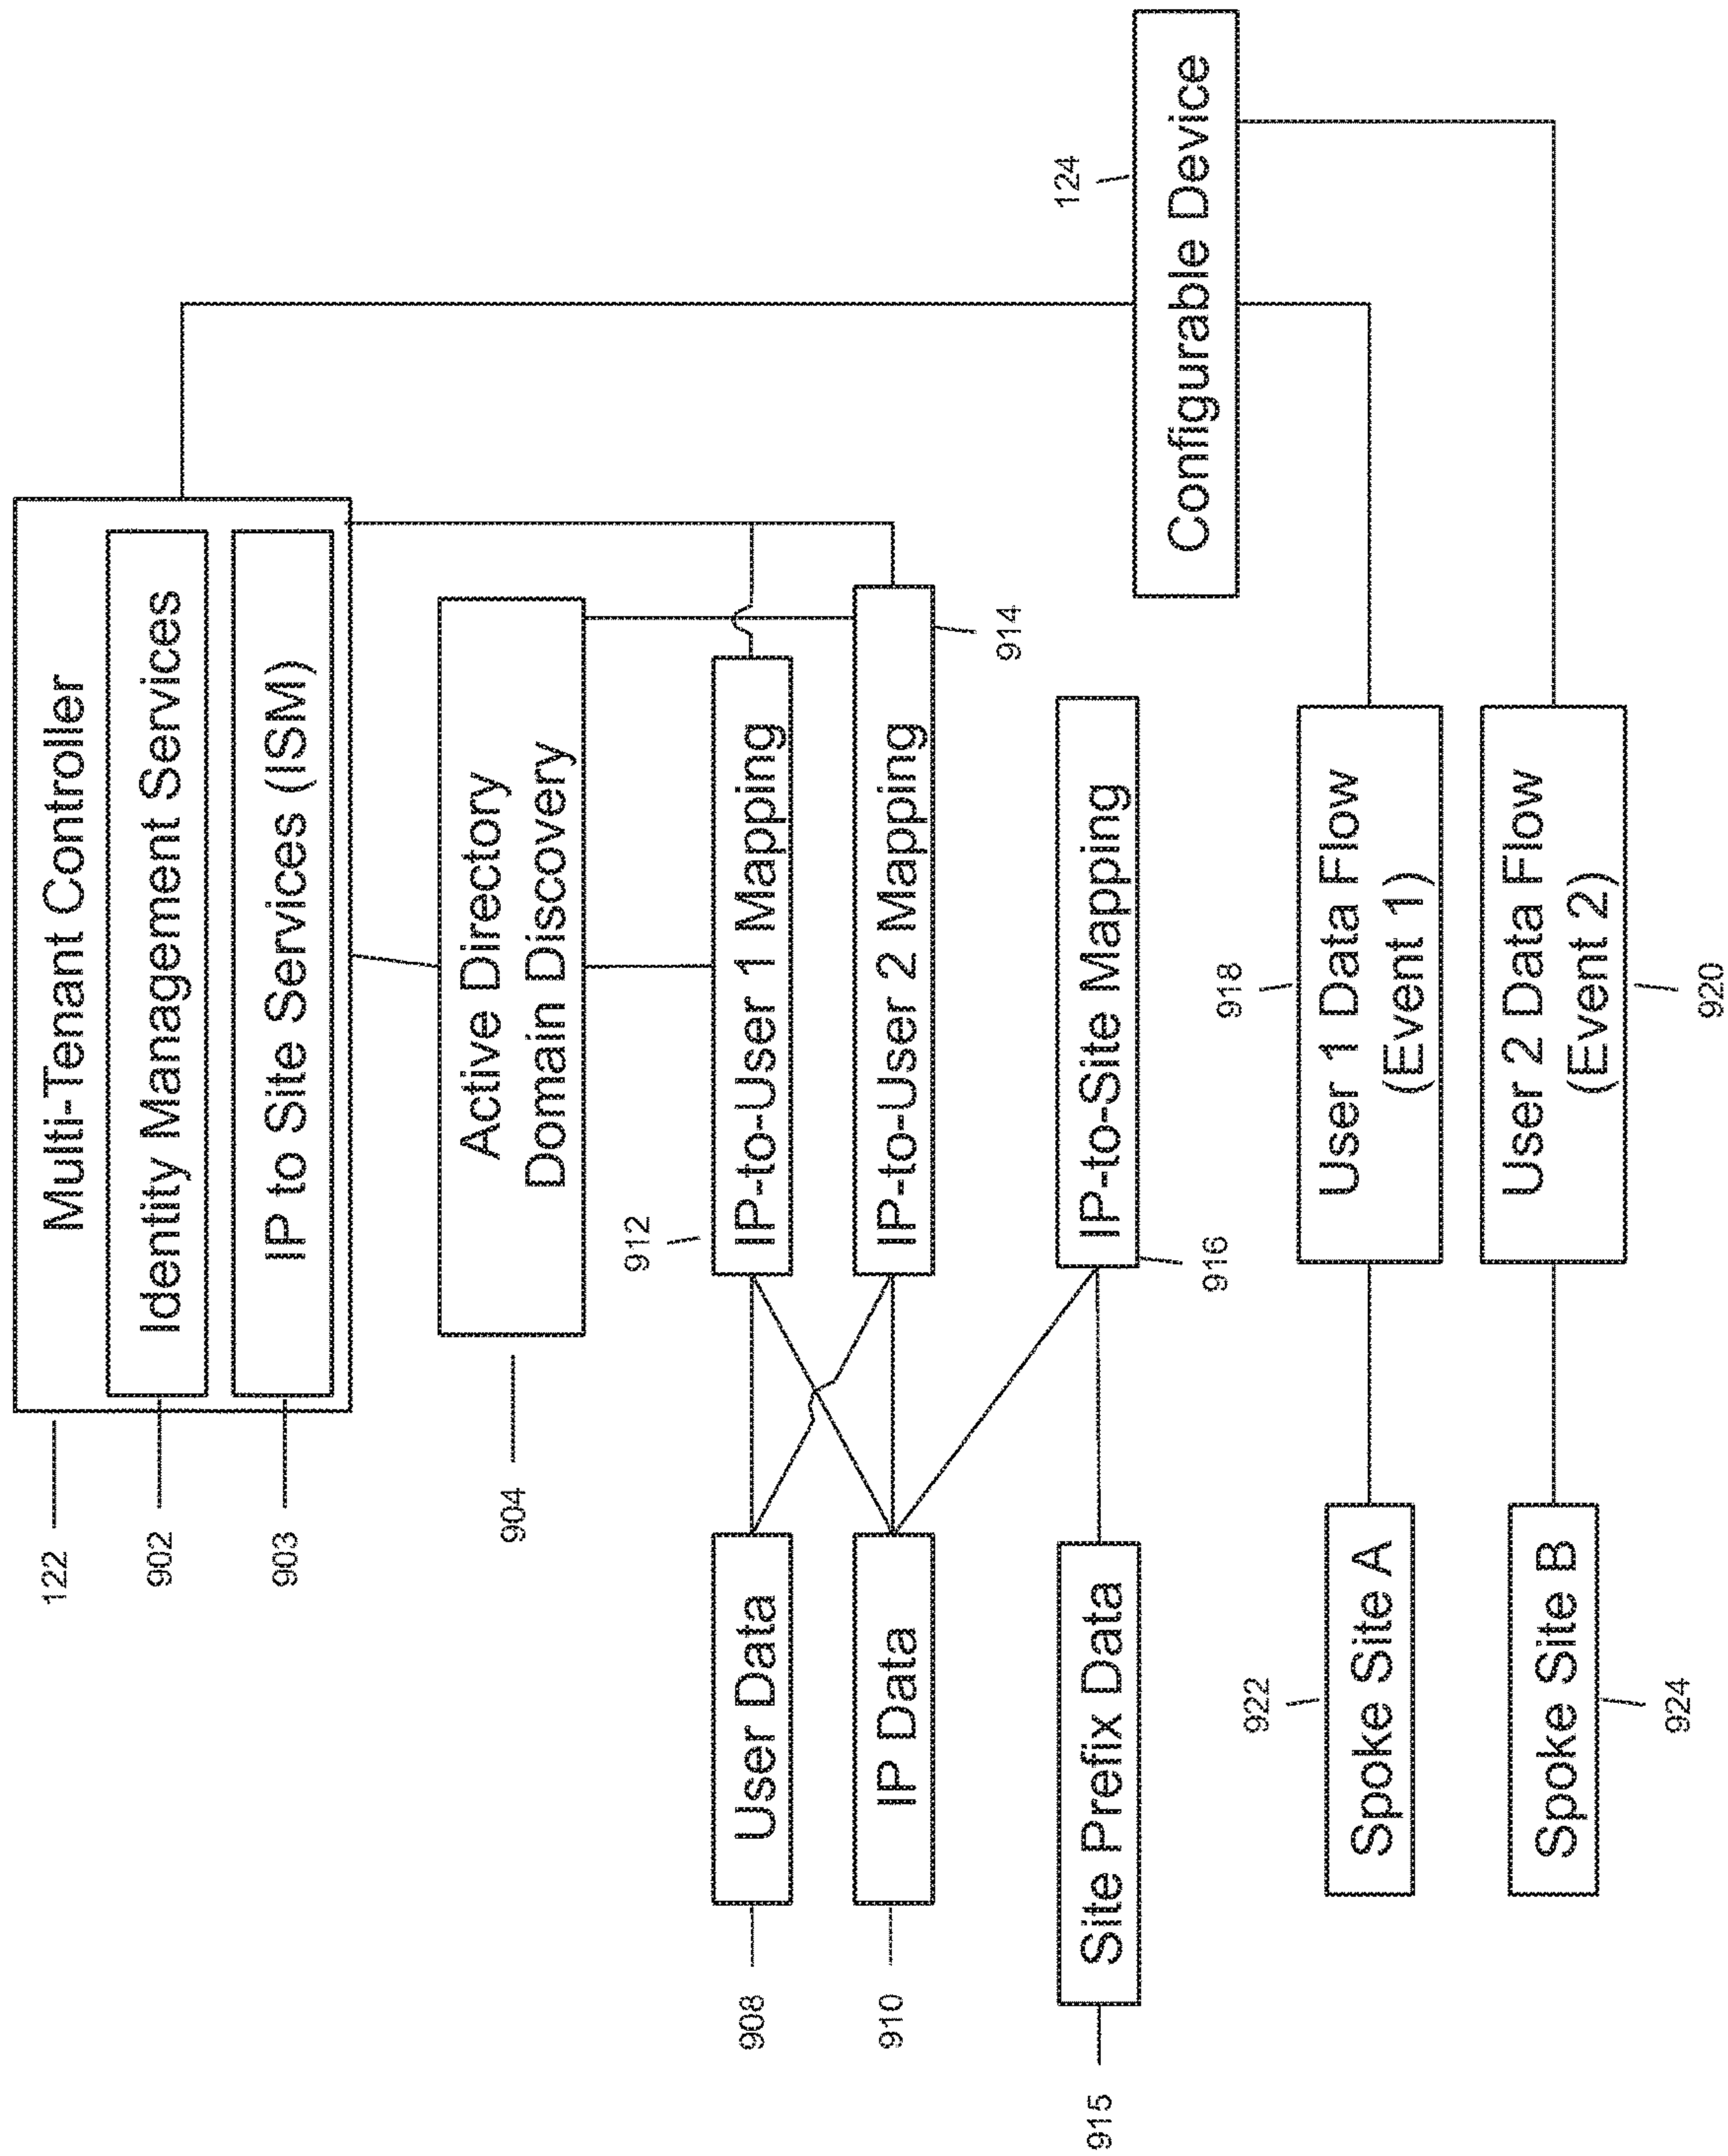 122
Multi-Tenant Controller
902
Identity Management Services
903
IP to Site Services (ISM)
904
Active Directory
Domain Discovery
908
User Data
912
IP-to-User 1 Mapping
910
IP Data
IP-to-User 2 Mapping
914
915
Site Prefix Data
IP-to-Site Mapping
916
124
Configurable Device
922
Spoke Site A
918
User 1 Data Flow
(Event 1)
Spoke Site B
924
User 2 Data Flow
(Event 2)
920